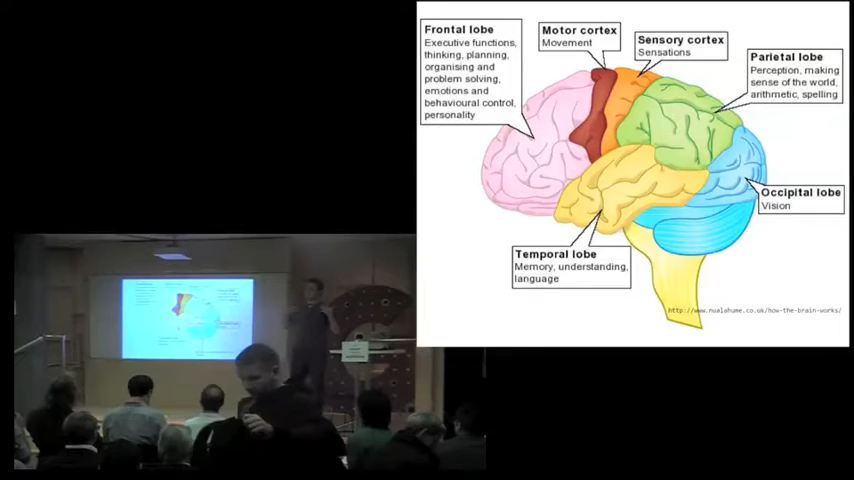 Frontal lobe
Executive functions,
thinking, planning,
organising and
problem solving,
emotions and
behavioural control,
personality
Motor cortex
Movement
Sensory cortex
Sensations
Parietal lobe
Perception, making
sense of the world,
arithmetic, spelling
Occipital lobe
Vision
Temporal lobe
Memory, understanding,
language
http://www.nualahume.co.uk/how-the-brain-works/